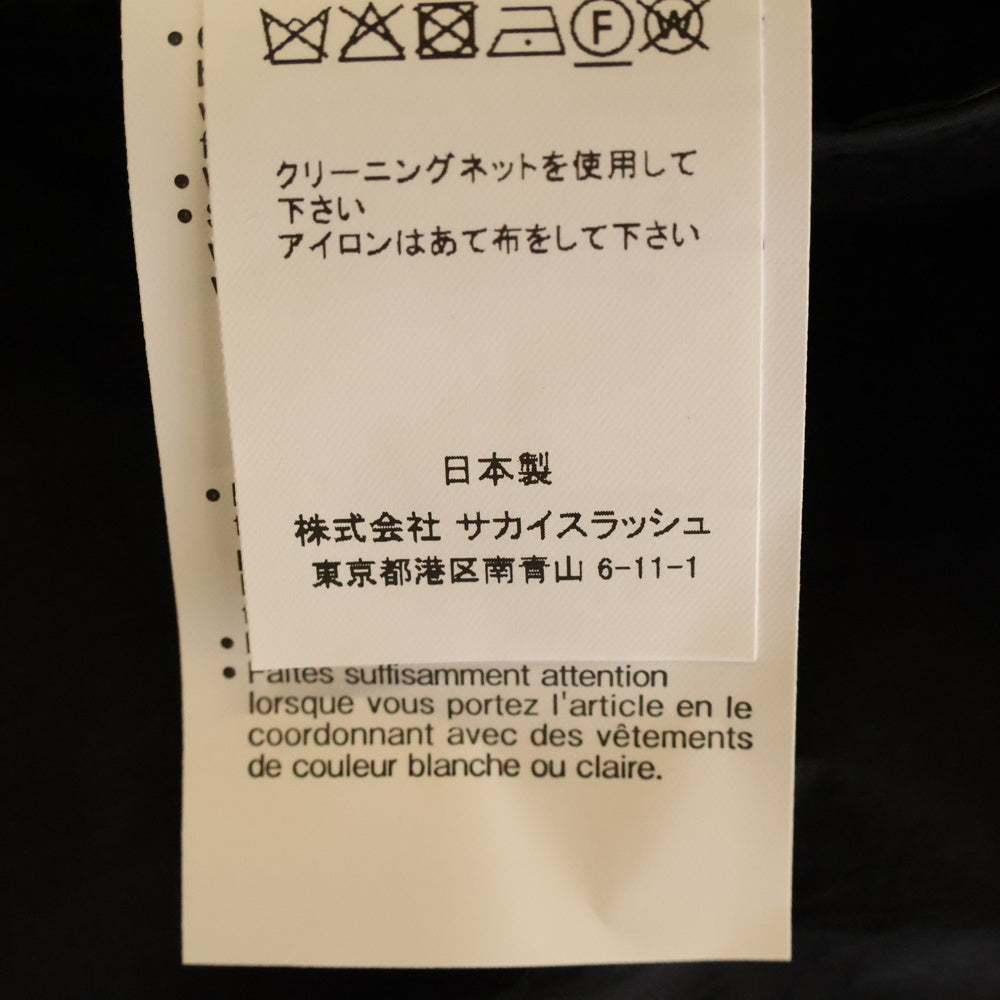 F
W
クリーニングネットを使用して
下さい
アイロンはあて布をして下さい
日本製
株式会社 サカイスラッシュ
東京都港区南青山 6-11-1
Faites suffisamment attention
lorsque vous portez l'article en le
coordonnant avec des vêtements
de couleur blanche ou claire.